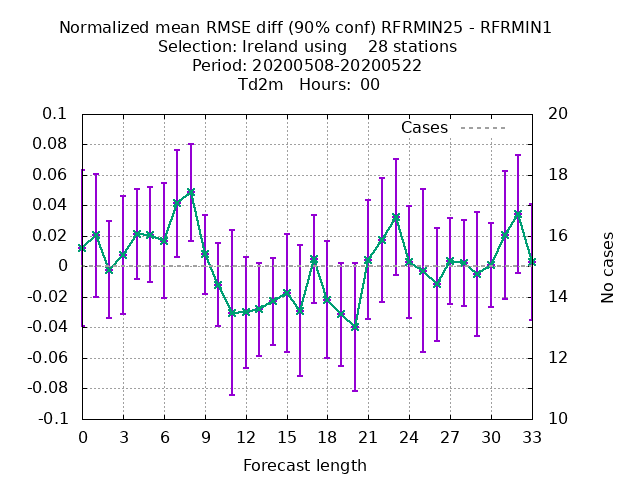 Normalized mean RMSE diff (90% conf) RFRMIN25 - RFRMIN1
Selection: Ireland using    28 stations
Period: 20200508-20200522
Td2m   Hours:  00
0.1
0.08
0.06
0.04
0.02
0
-0.02
-0.04
-0.06
-0.08
-0.1
Cases
20
18
16
14
12
10
No cases
0 3 6 9 12 15 18 21 24 27 30 33
Forecast length